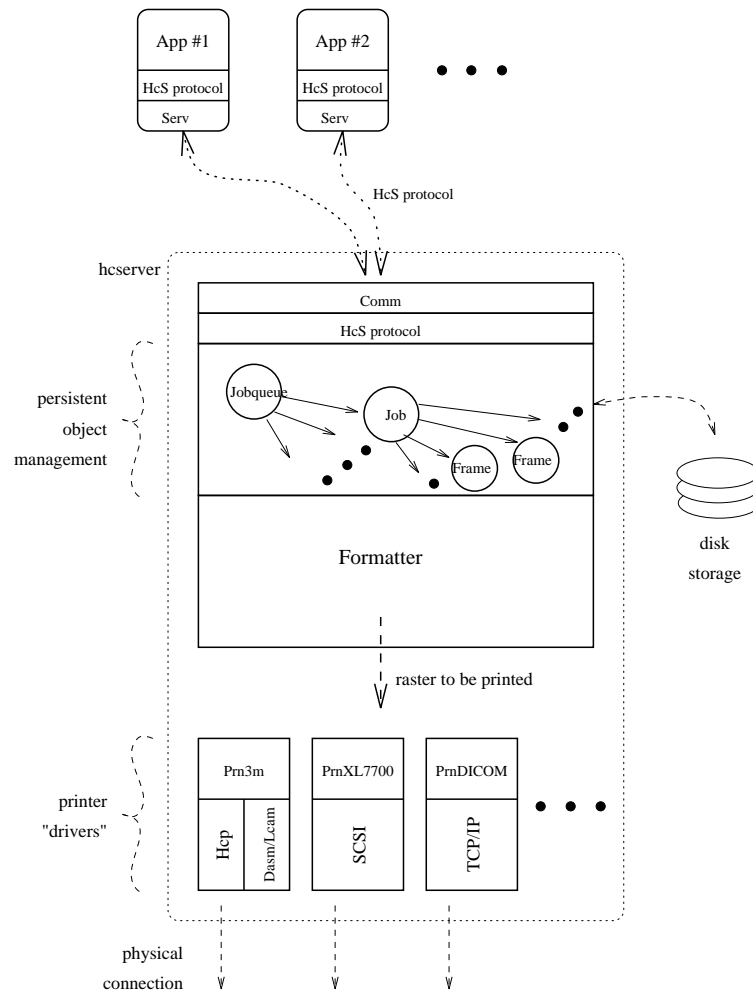 App #1
HcS protocol
Serv
App #2
HcS protocol
Serv
HcS protocol
hcserver
Comm
HcS protocol
persistent
object
management
Jobqueue
Job
Frame
Frame
disk
storage
Formatter
raster to be printed
printer
"drivers"
Prn3m
Hcp
Dasm/Lcam
PrnXL7700
SCSI
PrnDICOM
TCP/IP
physical
connection